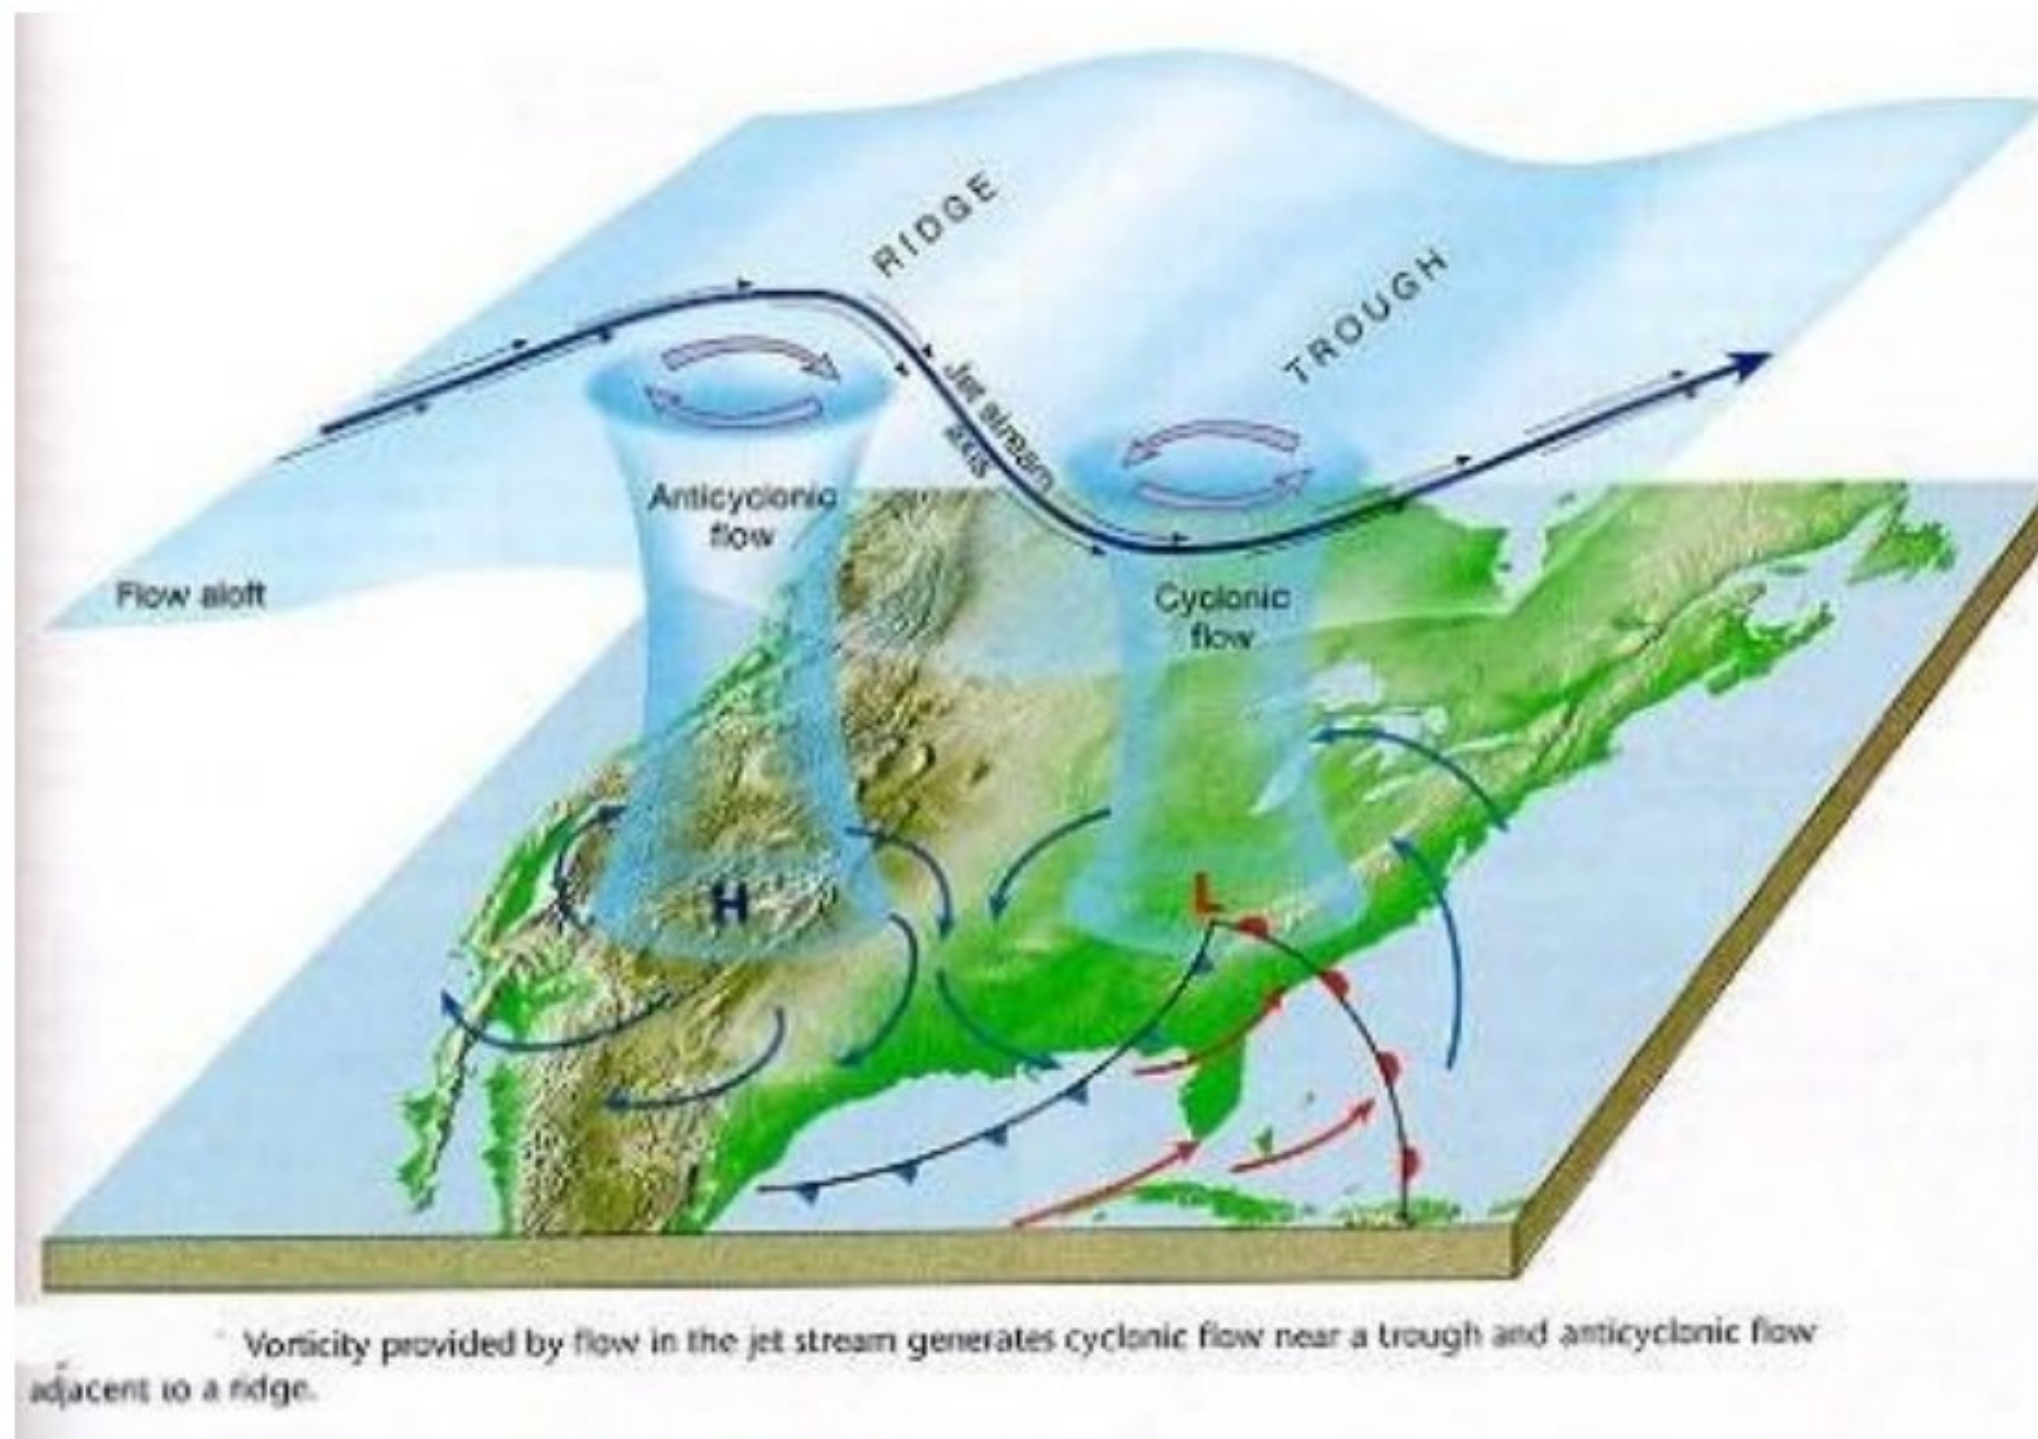 RIDGE
TROUGH
Jet stream
axis
Anticyclonic
flow
Flow aloft
Cyclonic
flow
H
L
Vorticity provided by flow in the jet stream generates cyclonic flow near a trough and anticyclonic flow
adjacent to a ridge.